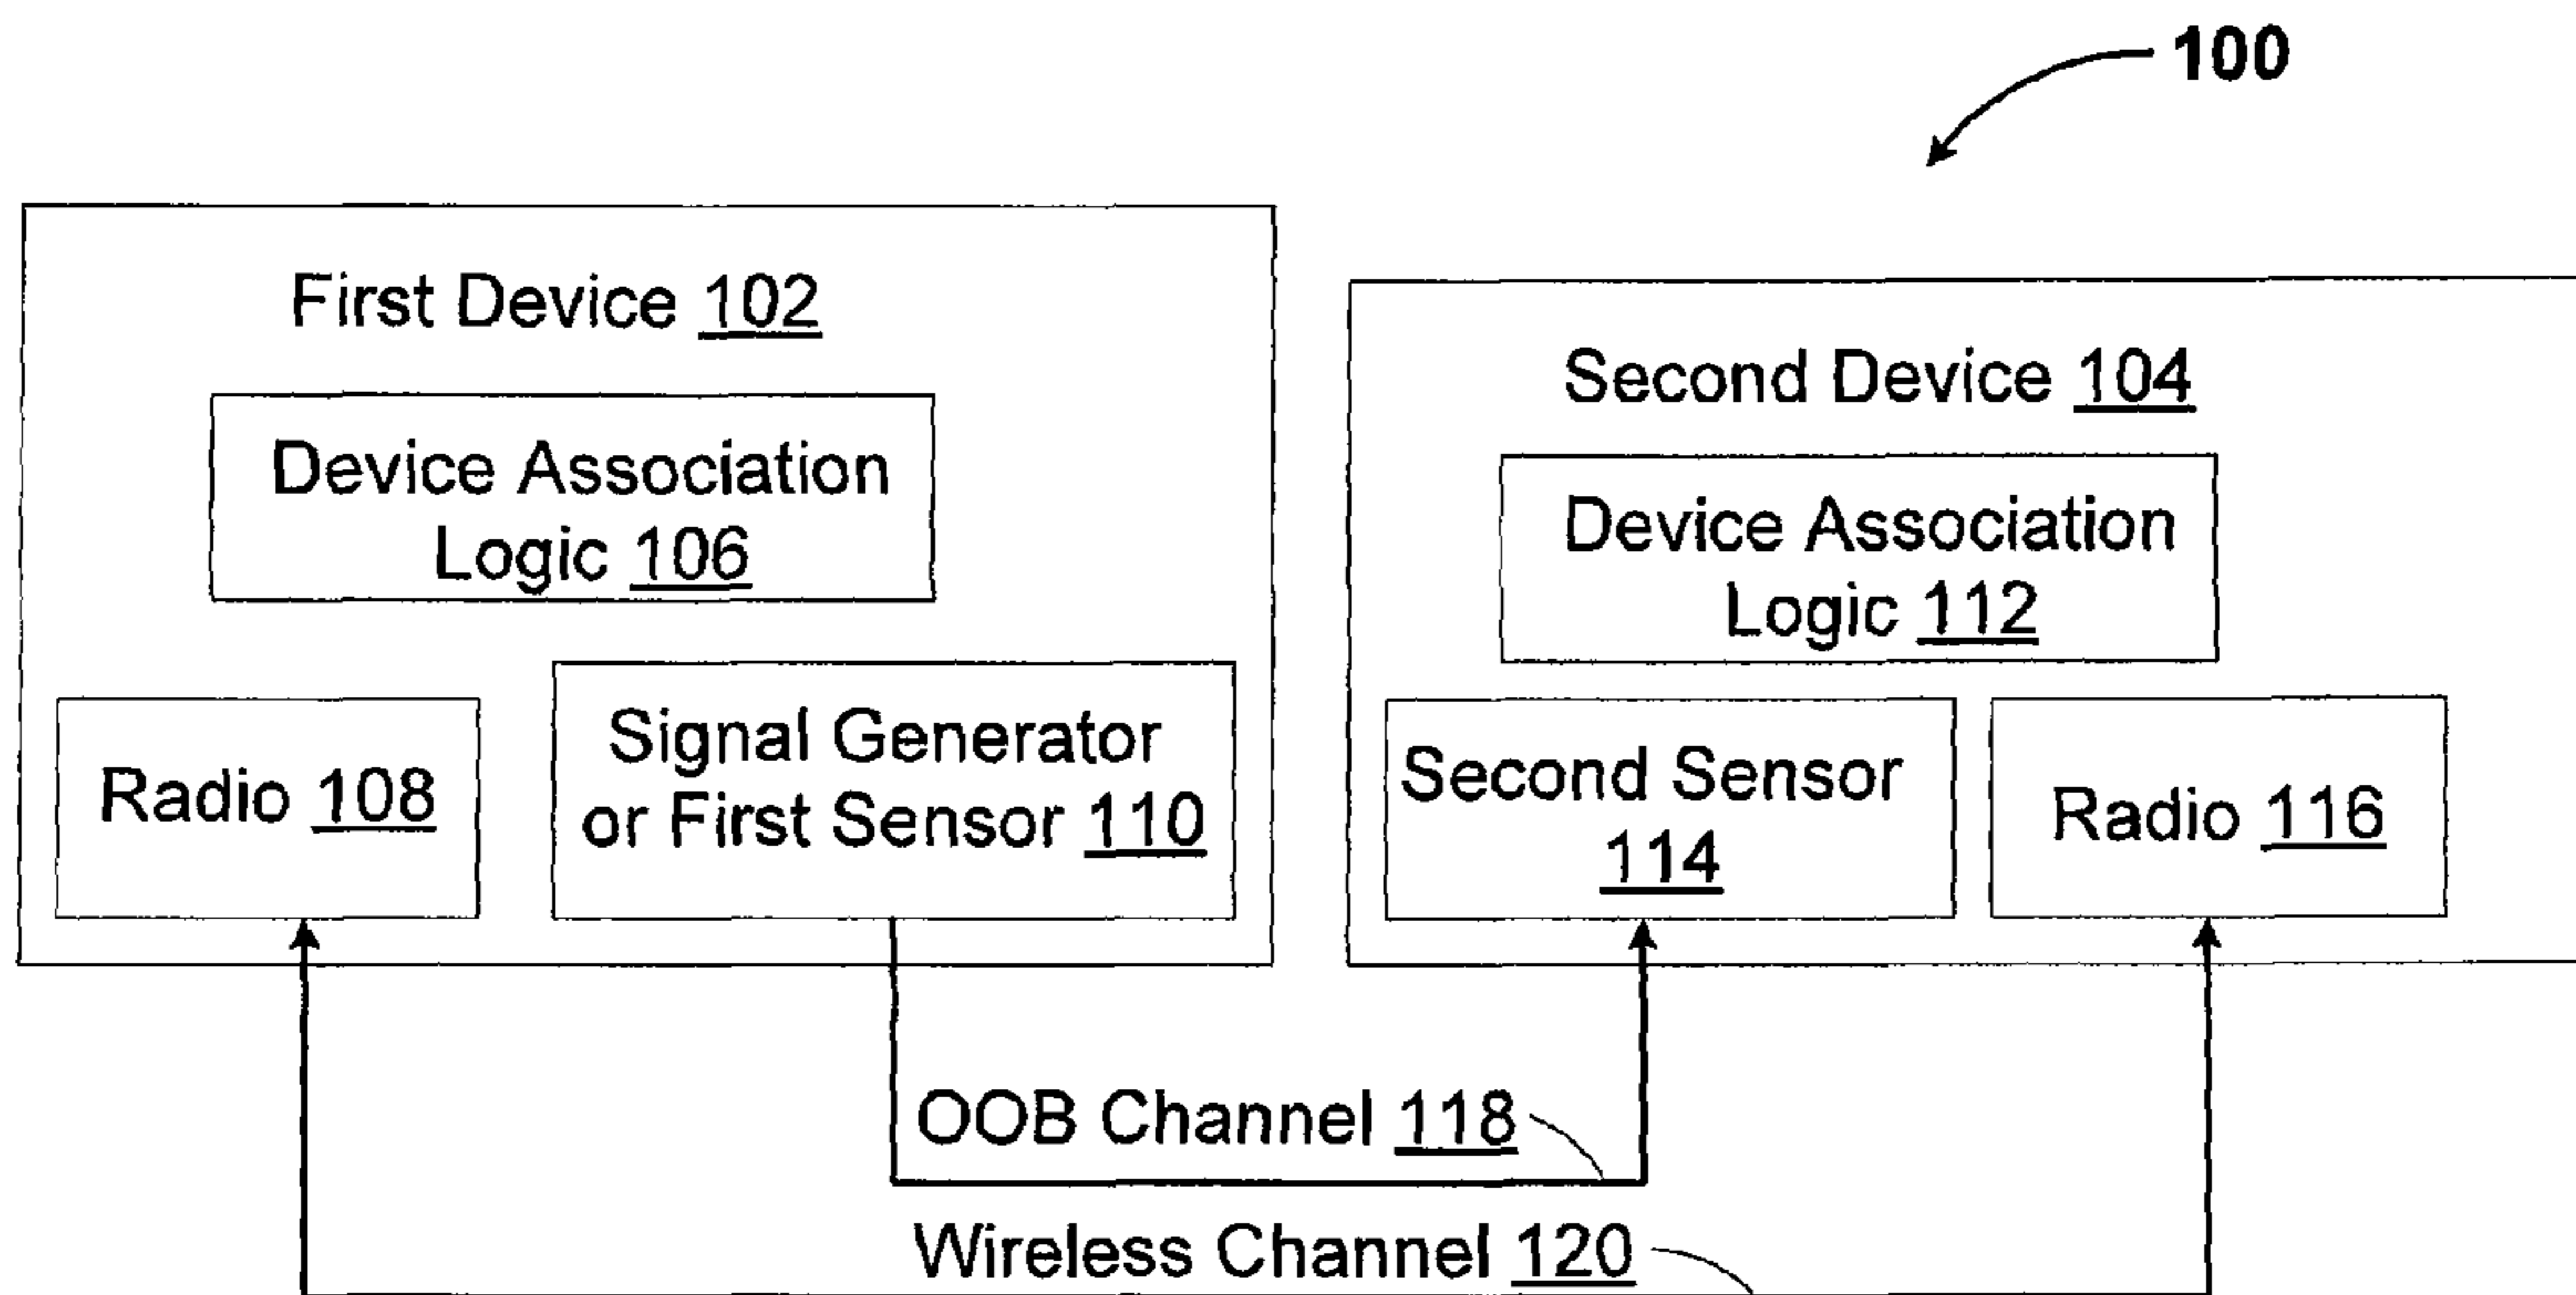 100
First Device 102
Device Association
Logic 106
Radio 108
Signal Generator
or First Sensor 110
Second Device 104
Device Association
Logic 112
Second Sensor
114
Radio 116
OOB Channel 118
Wireless Channel 120